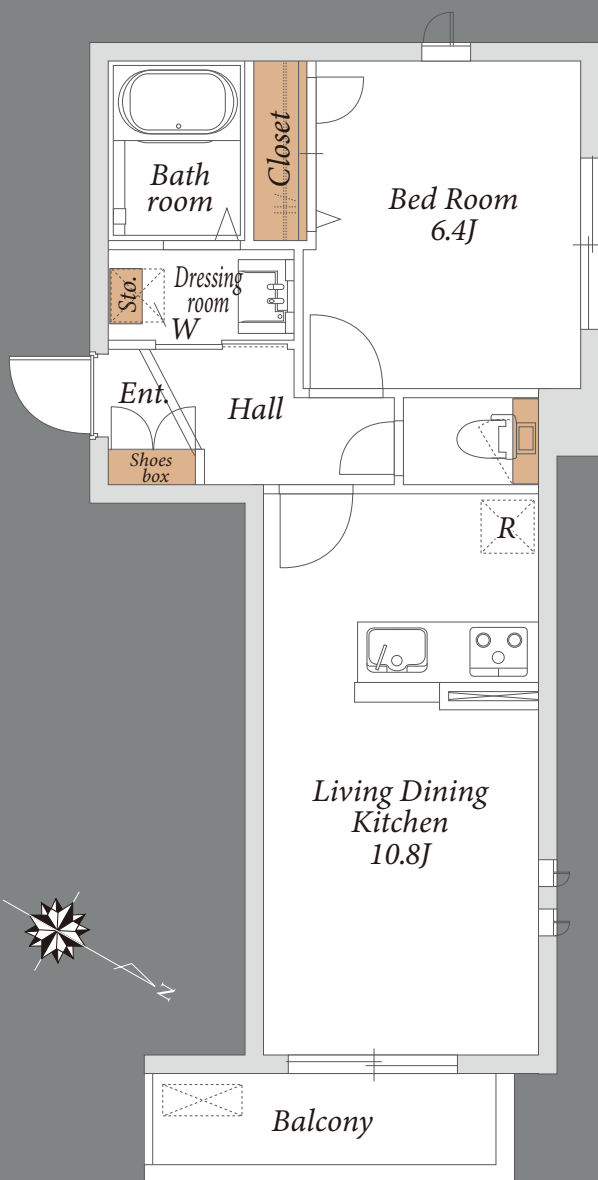 Bath
room
Closet
Bed Room
6.4J
Sto.
Dressing
room
W
Ent.
Hall
Shoes
box
R
Living Dining
Kitchen
10.8J
N
Balcony